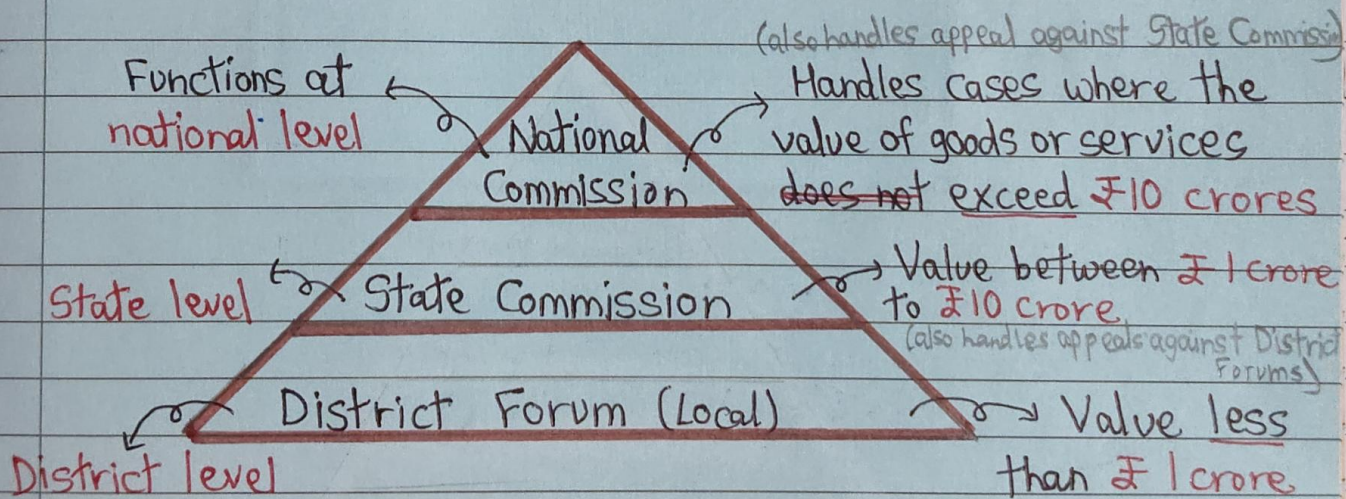 (also handles appeal against State Commissi
Functions at
national level
National
Commission
Handles cases where the
value of goods or services
does not exceed ₹10 crores
State level
State Commission
Value between ₹1 crore
to ₹10 crore
(also handles appeals against District
Forums)
District level
District Forum (Local)
Value less
than ₹1 crore